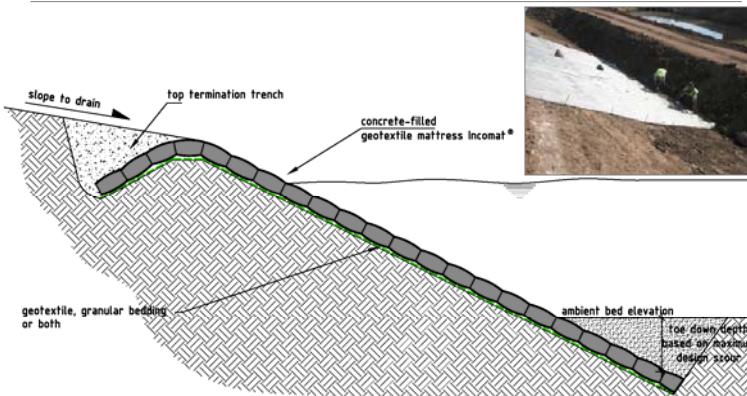 slope to drain
top termination trench
concrete-filled
geotextile mattress Incomat®
geotextile, granular bedding
or both
ambient bed elevation
toe down depth
based on maximum
design scour